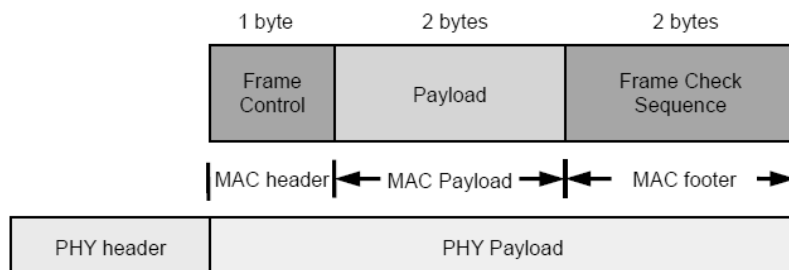 1 byte 2 bytes 2 bytes
Frame Control Payload Frame Check Sequence
MAC header MAC Payload MAC footer
PHY header PHY Payload